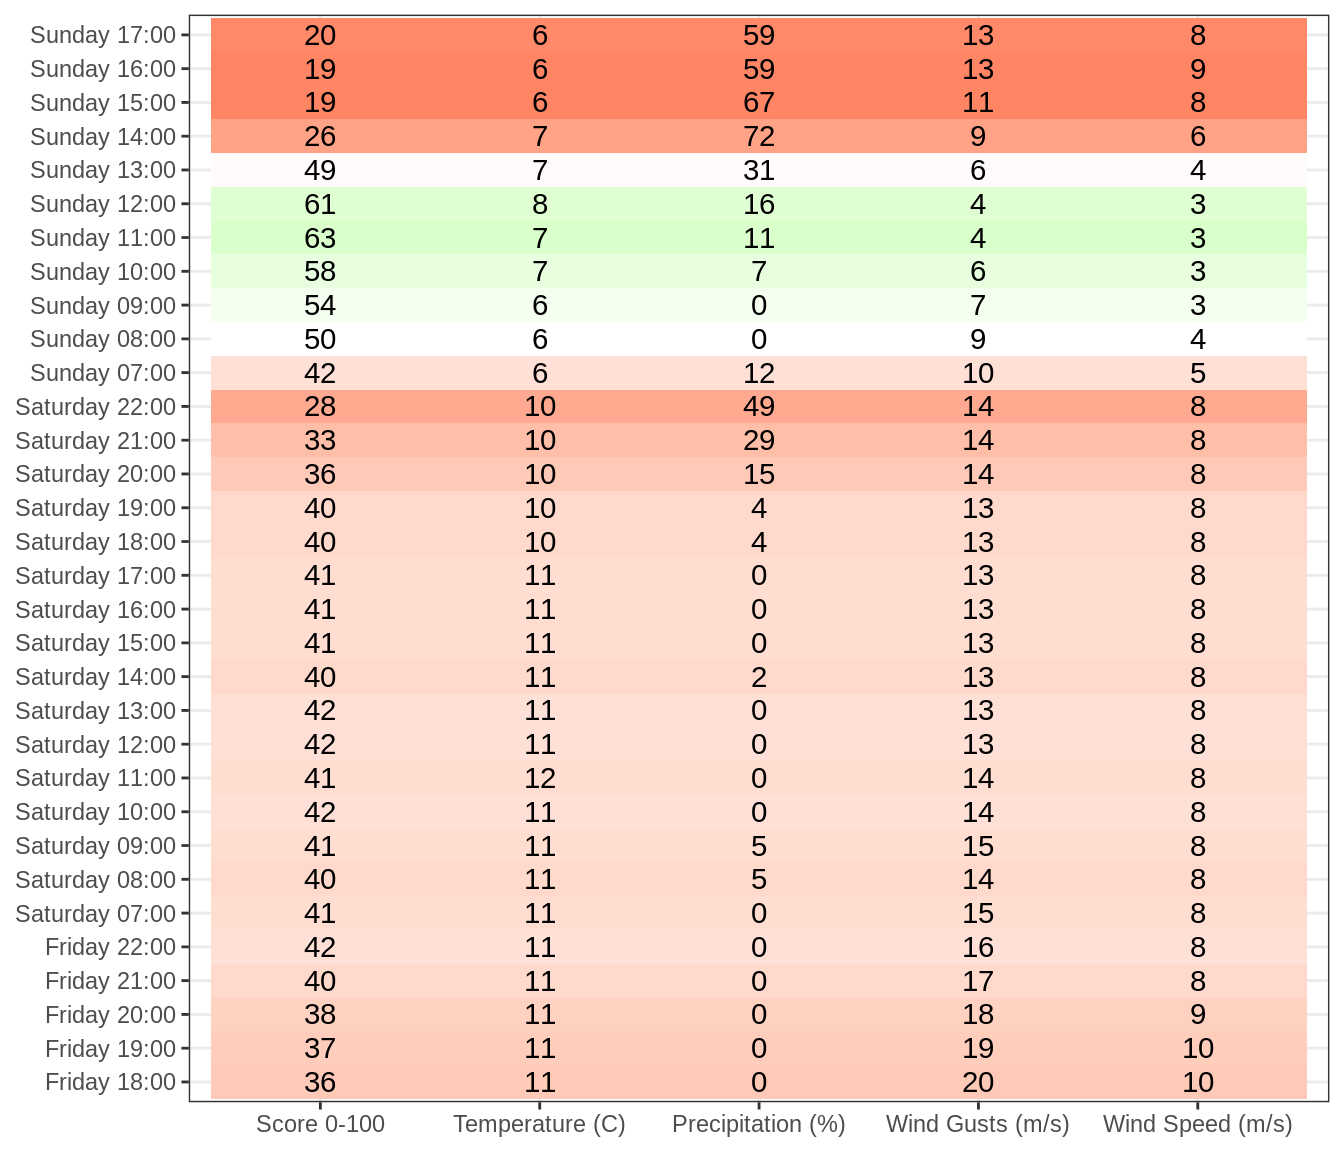 Sunday 17:00 20 6 59 13 8
Sunday 16:00 19 6 59 13 9
Sunday 15:00 19 6 67 11 8
Sunday 14:00 26 7 72 9 6
Sunday 13:00 49 7 31 6 4
Sunday 12:00 61 8 16 4 3
Sunday 11:00 63 7 11 4 3
Sunday 10:00 58 7 7 6 3
Sunday 09:00 54 6 0 7 3
Sunday 08:00 50 6 0 9 4
Sunday 07:00 42 6 12 10 5
Saturday 22:00 28 10 49 14 8
Saturday 21:00 33 10 29 14 8
Saturday 20:00 36 10 15 14 8
Saturday 19:00 40 10 4 13 8
Saturday 18:00 40 10 4 13 8
Saturday 17:00 41 11 0 13 8
Saturday 16:00 41 11 0 13 8
Saturday 15:00 41 11 0 13 8
Saturday 14:00 40 11 2 13 8
Saturday 13:00 42 11 0 13 8
Saturday 12:00 42 11 0 13 8
Saturday 11:00 41 12 0 14 8
Saturday 10:00 42 11 0 14 8
Saturday 09:00 41 11 5 15 8
Saturday 08:00 40 11 5 14 8
Saturday 07:00 41 11 0 15 8
Friday 22:00 42 11 0 16 8
Friday 21:00 40 11 0 17 8
Friday 20:00 38 11 0 18 9
Friday 19:00 37 11 0 19 10
Friday 18:00 36 11 0 20 10
Score 0-100 Temperature (C) Precipitation (%) Wind Gusts (m/s) Wind Speed (m/s)